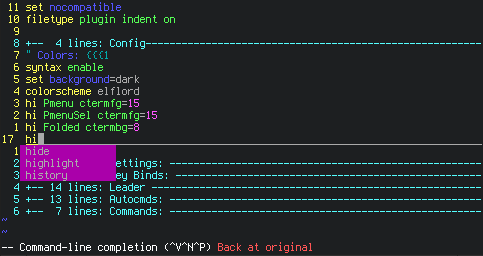 11 set nocompatible
10 filetype plugin indent on
9
8 +--  4 lines: Config--------------------------------------------------
7 " Colors: {{{1
6 syntax enable
5 set background=dark
4 colorscheme elflord
3 hi Pmenu ctermfg=15
2 hi PmenuSel ctermfg=15
1 hi Folded ctermbg=8
17 hi
1 hide
2 highlight ettings: ----------------------------------------------
3 history ey Binds: ----------------------------------------------
4 +-- 14 lines: Leader ----------------------------------------------
5 +-- 13 lines: Autocmds: ----------------------------------------------
6 +--  7 lines: Commands: ----------------------------------------------
~
~
-- Command-line completion (^V^N^P) Back at original